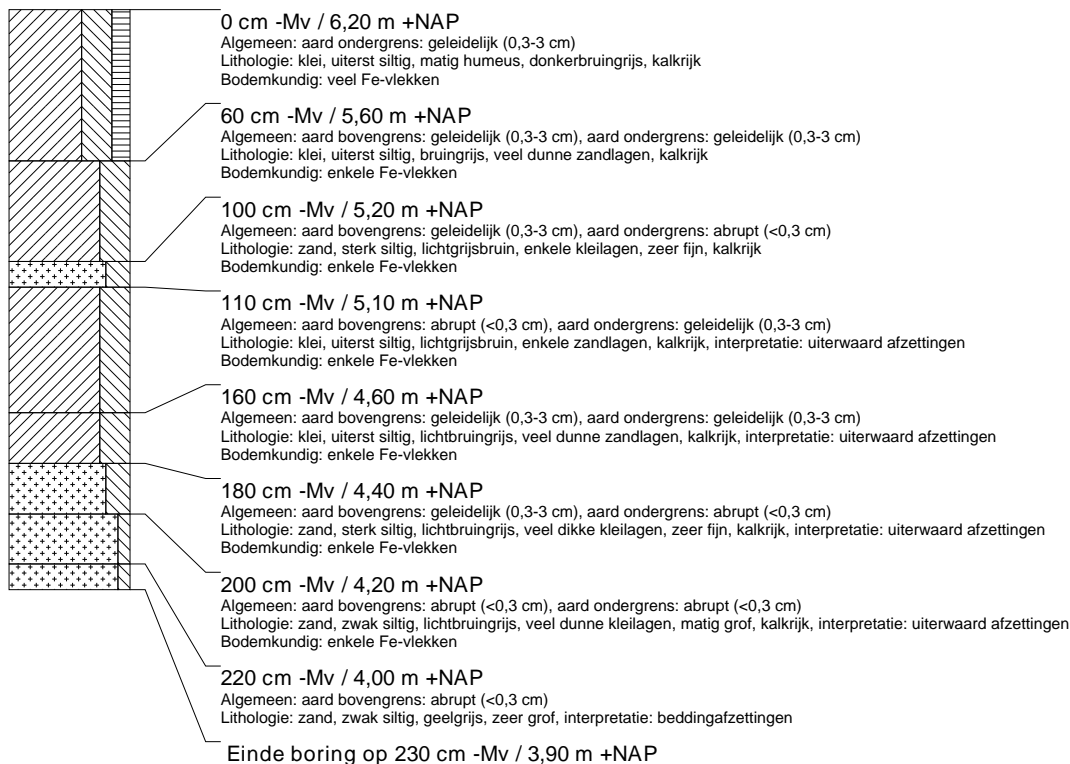 0 cm -Mv / 6,20 m +NAP
Algemeen: aard ondergrens: geleidelijk (0,3-3 cm)
Lithologie: klei, uiterst siltig, matig humeus, donkerbruingrijs, kalkrijk
Bodemkundig: veel Fe-vlekken
60 cm -Mv / 5,60 m +NAP
Algemeen: aard bovengrens: geleidelijk (0,3-3 cm), aard ondergrens: geleidelijk (0,3-3 cm)
Lithologie: klei, uiterst siltig, bruingrijs, veel dunne zandlagen, kalkrijk
Bodemkundig: enkele Fe-vlekken
100 cm -Mv / 5,20 m +NAP
Algemeen: aard bovengrens: geleidelijk (0,3-3 cm), aard ondergrens: abrupt (<0,3 cm)
Lithologie: zand, sterk siltig, lichtgrijsbruin, enkele kleilagen, zeer fijn, kalkrijk
Bodemkundig: enkele Fe-vlekken
110 cm -Mv / 5,10 m +NAP
Algemeen: aard bovengrens: abrupt (<0,3 cm), aard ondergrens: geleidelijk (0,3-3 cm)
Lithologie: klei, uiterst siltig, lichtgrijsbruin, enkele zandlagen, kalkrijk, interpretatie: uiterwaard afzettingen
Bodemkundig: enkele Fe-vlekken
160 cm -Mv / 4,60 m +NAP
Algemeen: aard bovengrens: geleidelijk (0,3-3 cm), aard ondergrens: geleidelijk (0,3-3 cm)
Lithologie: klei, uiterst siltig, lichtbruingrijs, veel dunne zandlagen, kalkrijk, interpretatie: uiterwaard afzettingen
Bodemkundig: enkele Fe-vlekken
180 cm -Mv / 4,40 m +NAP
Algemeen: aard bovengrens: geleidelijk (0,3-3 cm), aard ondergrens: abrupt (<0,3 cm)
Lithologie: zand, sterk siltig, lichtbruingrijs, veel dikke kleilagen, zeer fijn, kalkrijk, interpretatie: uiterwaard afzettingen
Bodemkundig: enkele Fe-vlekken
200 cm -Mv / 4,20 m +NAP
Algemeen: aard bovengrens: abrupt (<0,3 cm), aard ondergrens: abrupt (<0,3 cm)
Lithologie: zand, zwak siltig, lichtbruingrijs, veel dunne kleilagen, matig grof, kalkrijk, interpretatie: uiterwaard afzettingen
Bodemkundig: enkele Fe-vlekken
220 cm -Mv / 4,00 m +NAP
Algemeen: aard bovengrens: abrupt (<0,3 cm)
Lithologie: zand, zwak siltig, geelgrijs, zeer grof, interpretatie: beddingafzettingen
Einde boring op 230 cm -Mv / 3,90 m +NAP